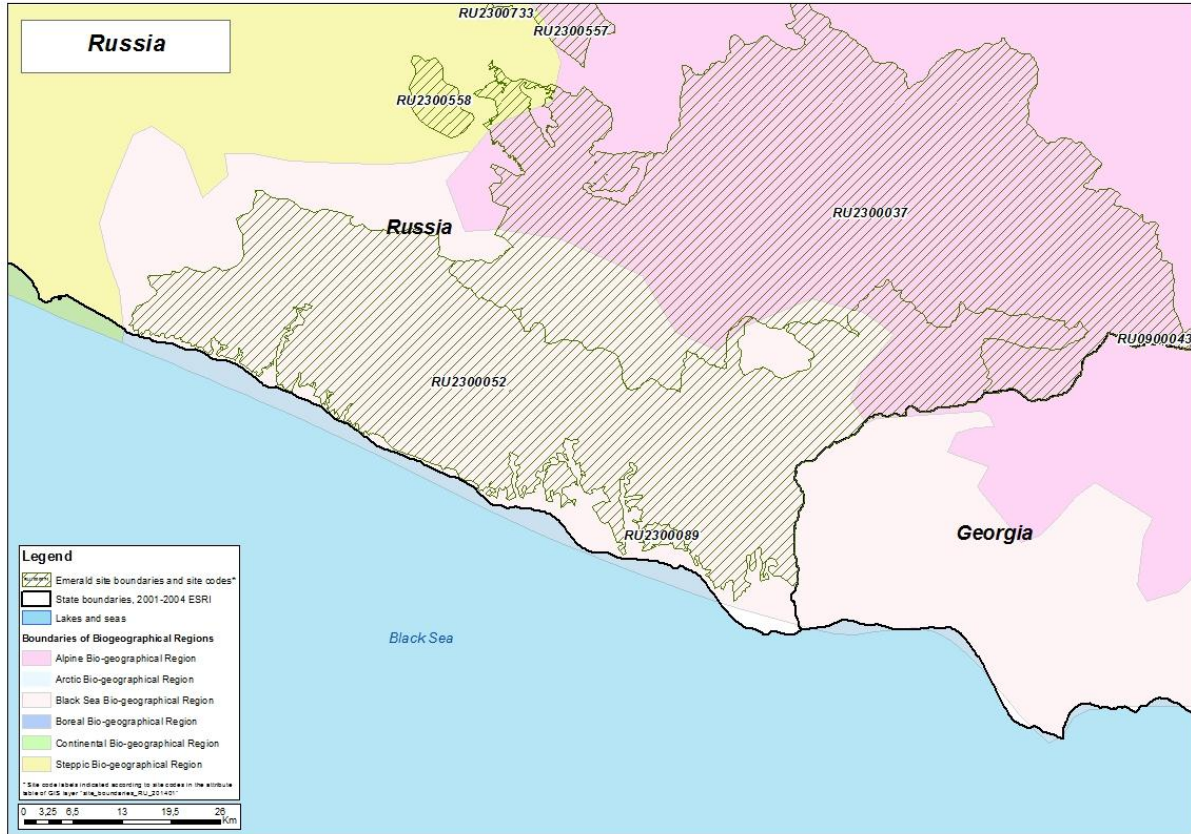 Russia
RU2300733
RU2300557
RU2300558
RU2300037
Russia
RU0900043
RU2300052
RU2300089
Georgia
Black Sea
Legend
Emerald site boundaries and site codes*
State boundaries, 2001-2004 ESRI
Lakes and seas
Boundaries of Biogeographical Regions
Alpine Bio-geographical Region
Arctic Bio-geographical Region
Black Sea Bio-geographical Region
Boreal Bio-geographical Region
Continental Bio-geographical Region
Steppic Bio-geographical Region
* Site code labels indicated according to site codes in the attribute
table of GIS layer "site_boundaries_RU_201401"
0 3,25 6,5 13 19,5 26
Km